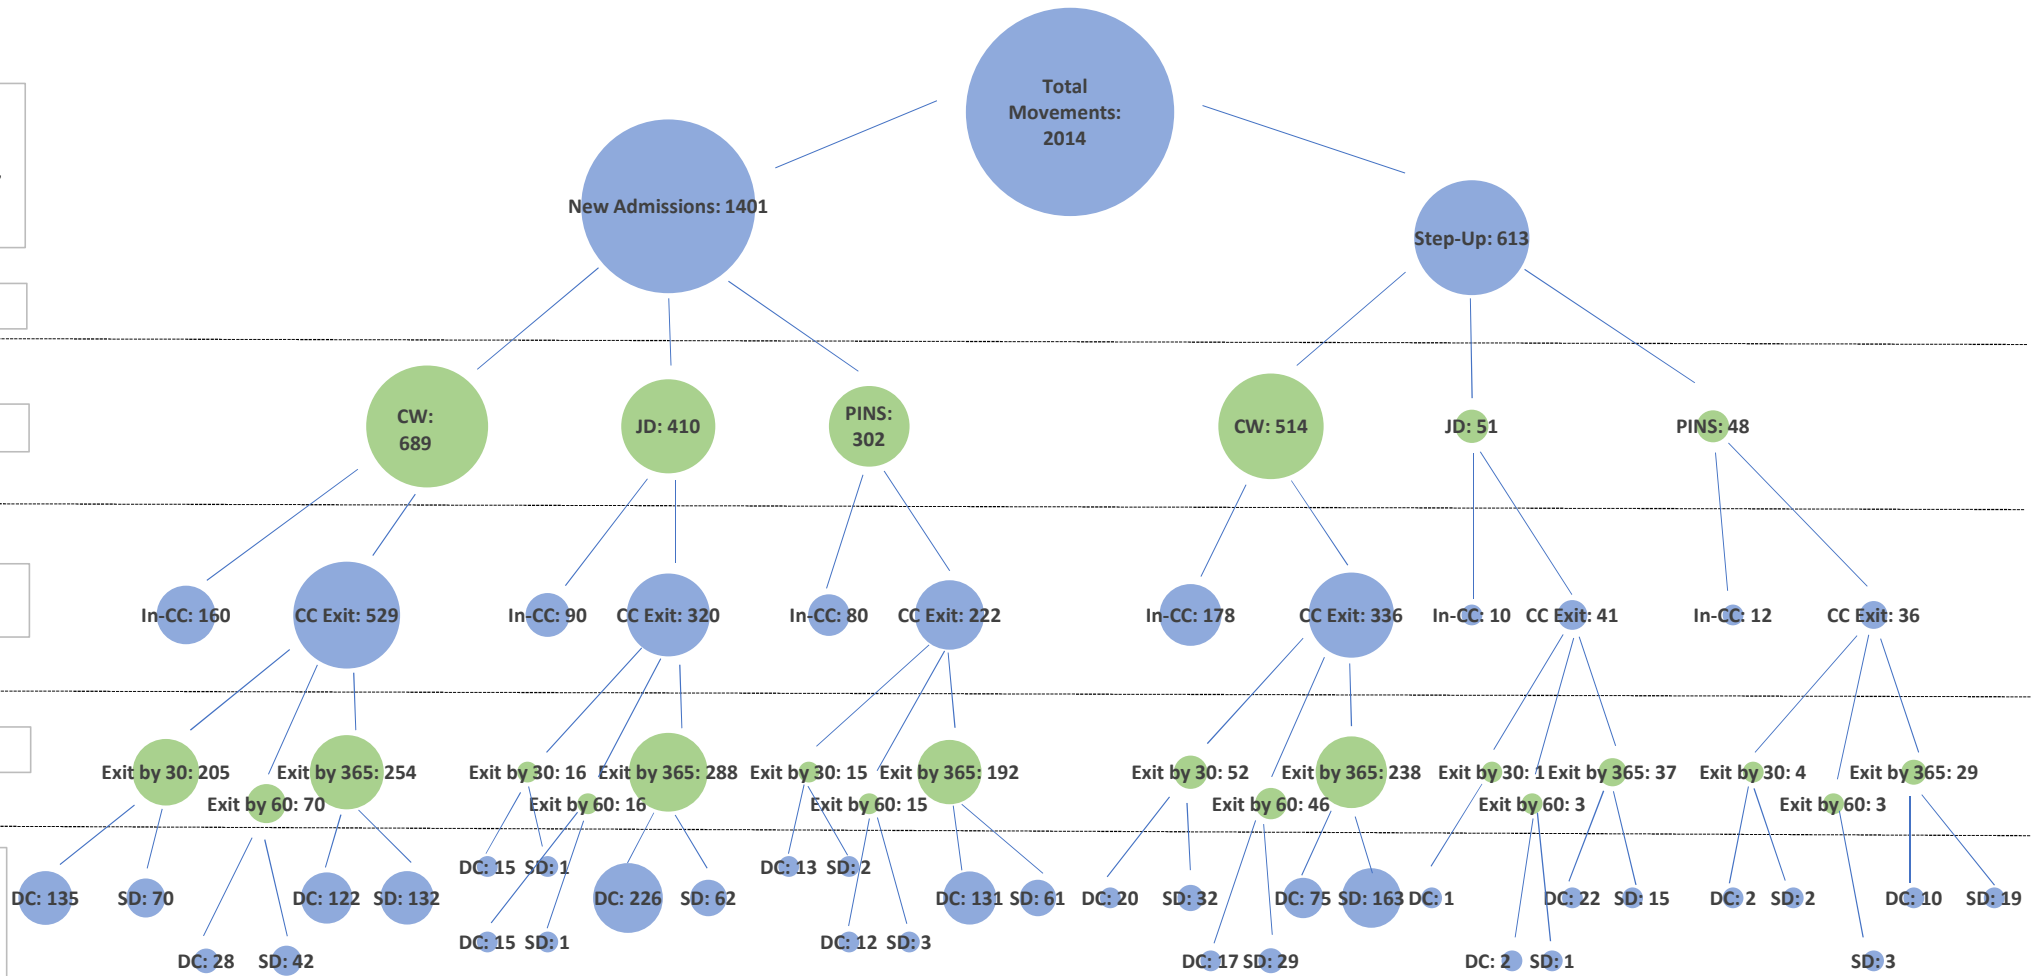 Total
Movements:
2014
New Admissions: 1401
Step-Up: 613
CW:
689
JD: 410
PINS:
302
CW: 514
JD: 51
PINS: 48
In-CC: 160
CC Exit: 529
In-CC: 90
CC Exit: 320
In-CC: 80
CC Exit: 222
In-CC: 178
CC Exit: 336
In-CC: 10
CC Exit: 41
In-CC: 12
CC Exit: 36
Exit by 30: 205
Exit by 365: 254
Exit by 30: 16
Exit by 365: 288
Exit by 30: 15
Exit by 365: 192
Exit by 30: 52
Exit by 365: 238
Exit by 30: 1
Exit by 365: 37
Exit by 30: 4
Exit by 365: 29
Exit by 60: 70
Exit by 60: 16
Exit by 60: 15
Exit by 60: 46
Exit by 60: 3
Exit by 60: 3
DC: 15
SD: 1
DC: 13
SD: 2
DC: 135
SD: 70
DC: 122
SD: 132
DC: 226
SD: 62
DC: 131
SD: 61
DC: 20
SD: 32
DC: 75
SD: 163
DC: 1
DC: 22
SD: 15
DC: 2
SD: 2
DC: 10
SD: 19
DC: 15
SD: 1
DC: 12
SD: 3
DC: 28
SD: 42
DC: 17
SD: 29
DC: 2
SD: 1
SD: 3